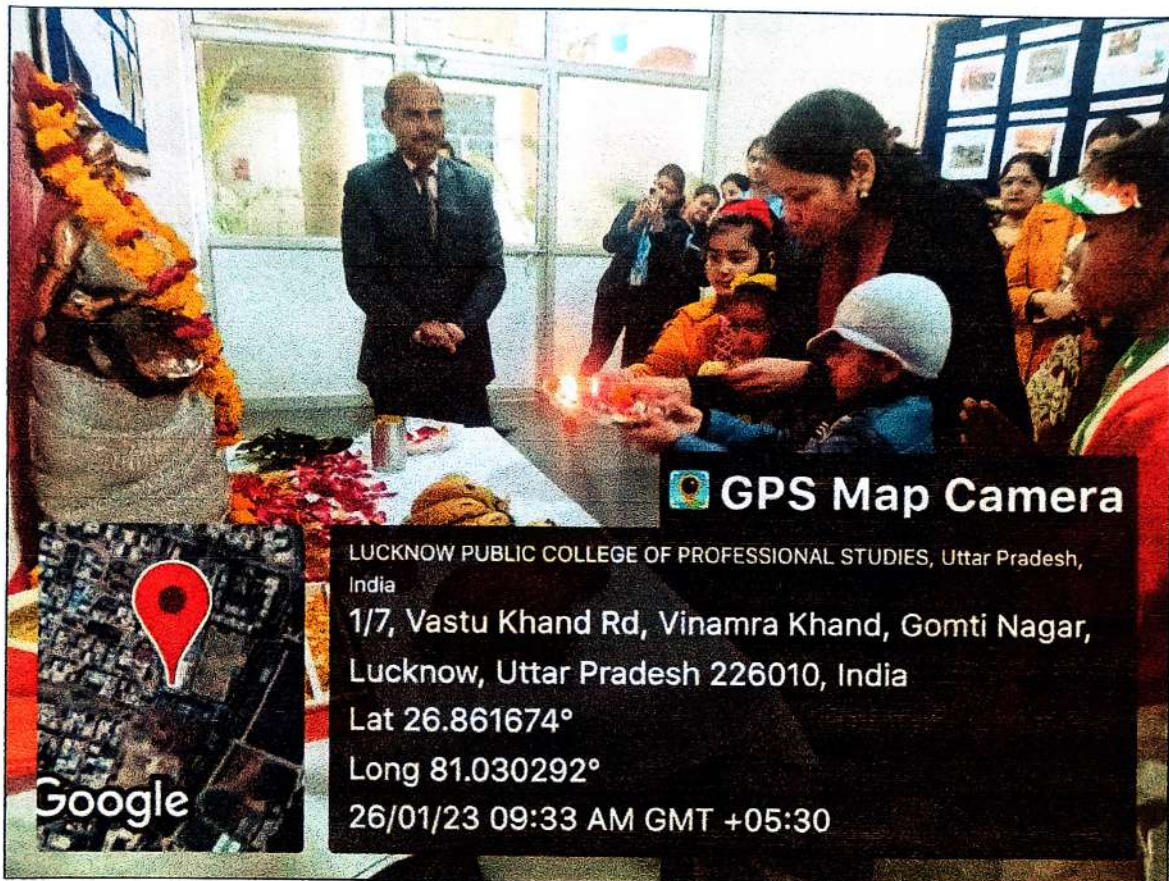 GPS Map Camera
LUCKNOW PUBLIC COLLEGE OF PROFESSIONAL STUDIES, Uttar Pradesh,
India
1/7, Vastu Khand Rd, Vinamra Khand, Gomti Nagar,
Lucknow, Uttar Pradesh 226010, India
Lat 26.861674°
Long 81.030292°
26/01/23 09:33 AM GMT +05:30
Google